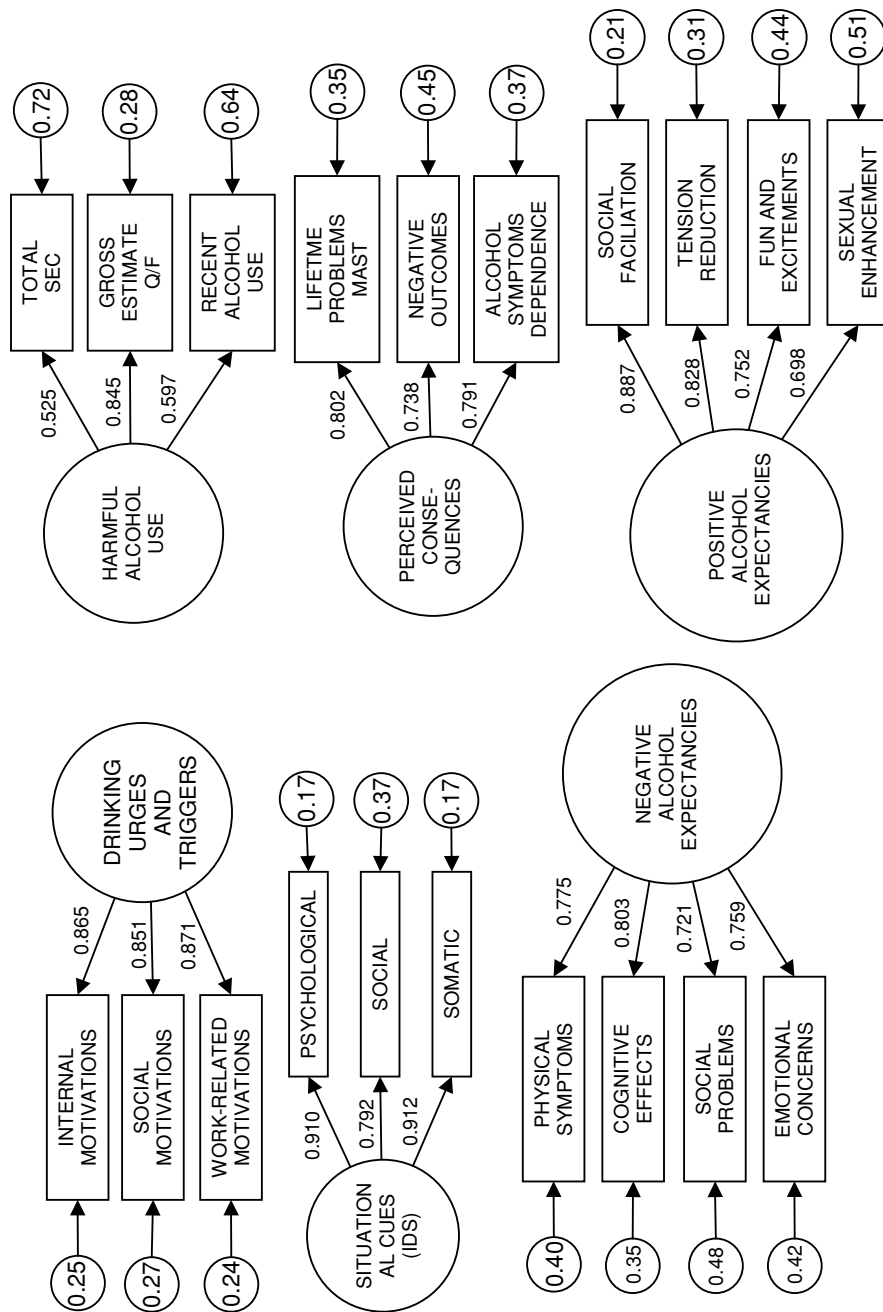 0.25
0.27
0.24
INTERNAL
MOTIVATIONS
SOCIAL
MOTIVATIONS
WORK-RELATED
MOTIVATIONS
0.865
0.851
0.871
DRINKING
URGES
AND
TRIGGERS
HARMFUL
ALCOHOL
USE
0.525
0.845
0.597
TOTAL
SEC
GROSS
ESTIMATE
Q/F
RECENT
ALCOHOL
USE
0.72
0.28
0.64
SITUATION
AL CUES
(IDS)
0.910
0.792
0.912
PSYCHOLOGICAL
SOCIAL
SOMATIC
0.17
0.37
0.17
PERCEIVED
CONSE-
QUENCES
0.802
0.738
0.791
LIFETME
PROBLEMS
MAST
NEGATIVE
OUTCOMES
ALCOHOL
SYMPTOMS
DEPENDENCE
0.35
0.45
0.37
0.40
0.35
0.48
0.42
PHYSICAL
SYMPTOMS
COGNITIVE
EFFECTS
SOCIAL
PROBLEMS
EMOTIONAL
CONCERNS
0.775
0.803
0.721
0.759
NEGATIVE
ALCOHOL
EXPECTANCIES
POSITIVE
ALCOHOL
EXPECTANCIES
0.887
0.828
0.752
0.698
SOCIAL
FACILIATION
TENSION
REDUCTION
FUN AND
EXCITEMENTS
SEXUAL
ENHANCEMENT
0.21
0.31
0.44
0.51